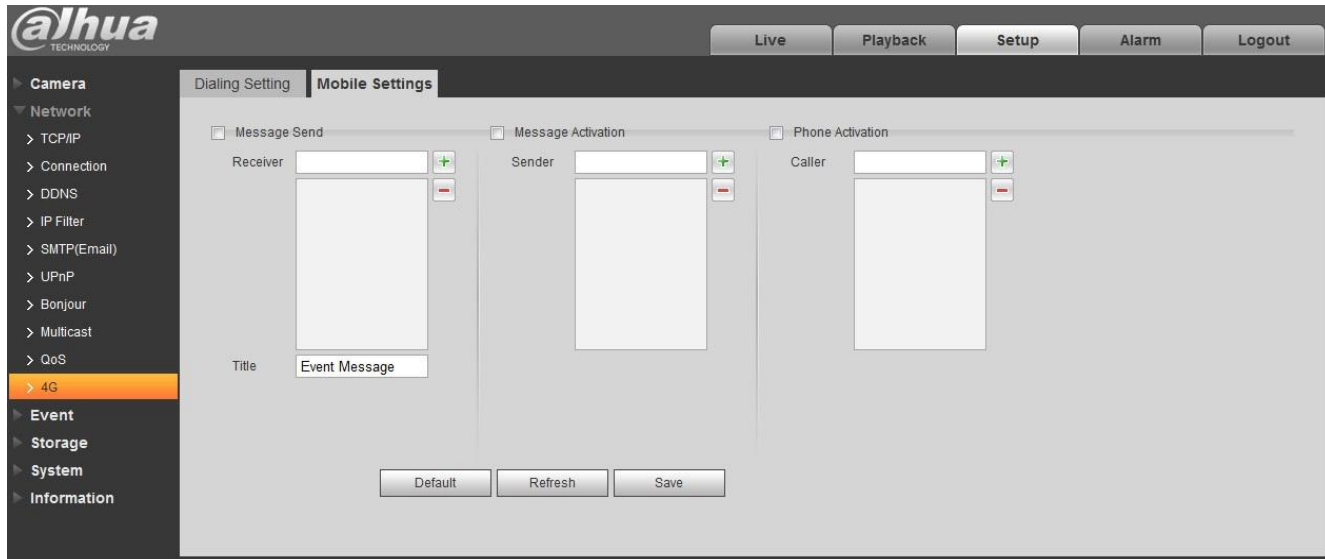 alhua
TECHNOLOGY
Live Playback Setup Alarm Logout
Camera
Network
TCP/IP
Connection
DDNS
IP Filter
SMTP(Email)
UPnP
Bonjour
Multicast
QoS
4G
Event
Storage
System
Information
Dialing Setting Mobile Settings
Message Send Message Activation Phone Activation
Receiver Sender Caller
Title Event Message
Default Refresh Save